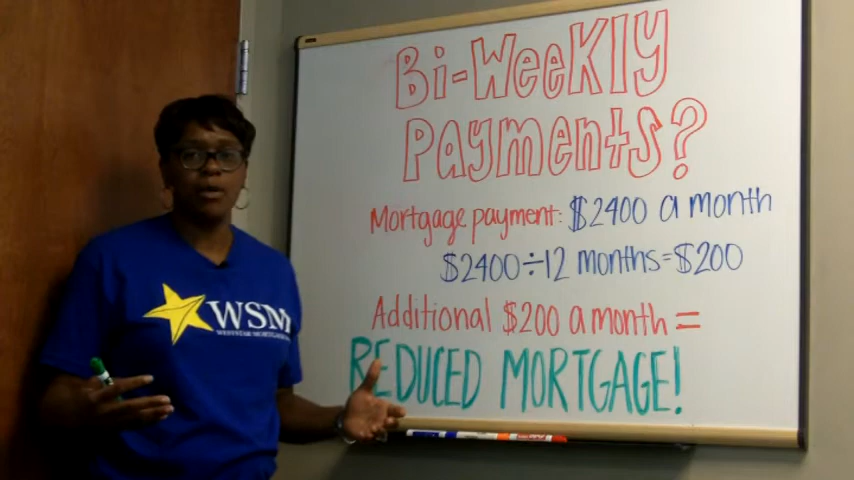 Bi-Weekly
Payments?
Mortgage payment: $2400 a month
$2400÷12 months=$200
Additional $200 a month =
REDUCED MORTGAGE!
WSM